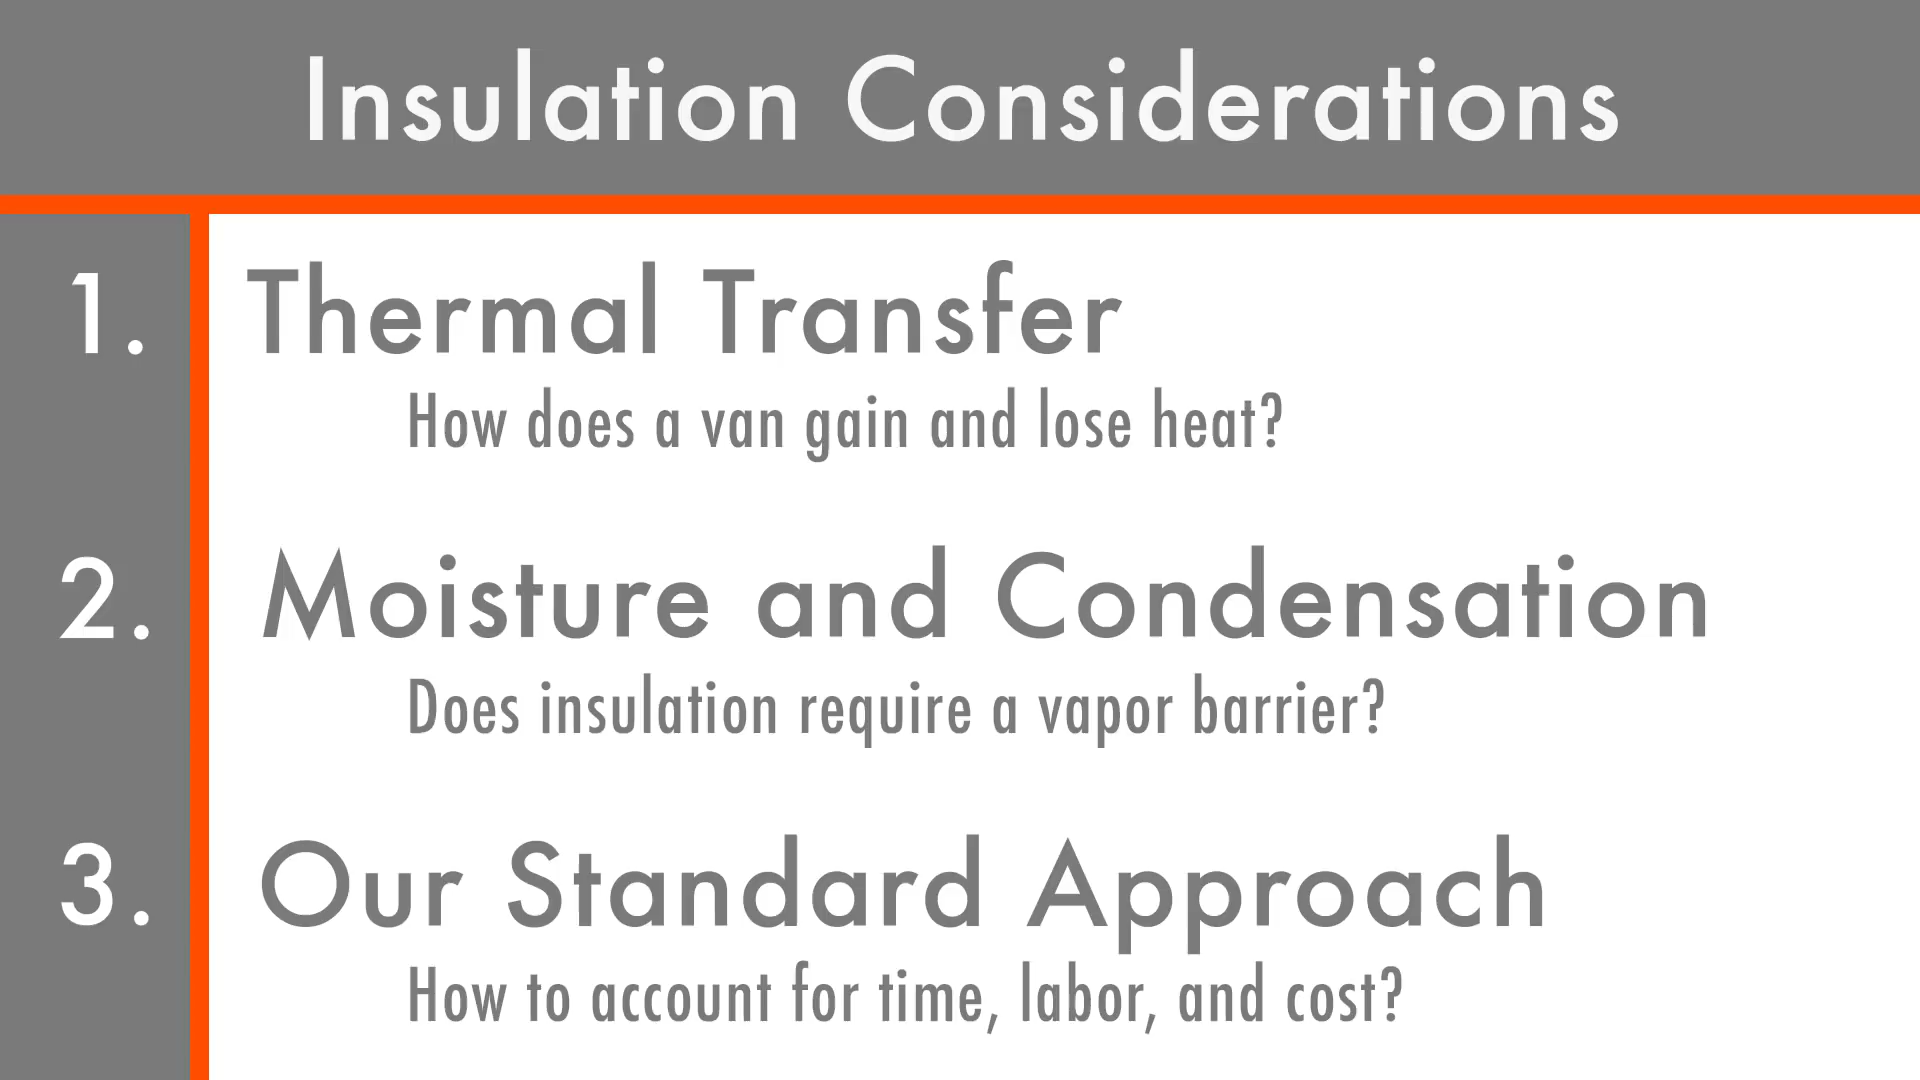 Insulation Considerations
1. Thermal Transfer
How does a van gain and lose heat?
2. Moisture and Condensation
Does insulation require a vapor barrier?
3. Our Standard Approach
How to account for time, labor, and cost?